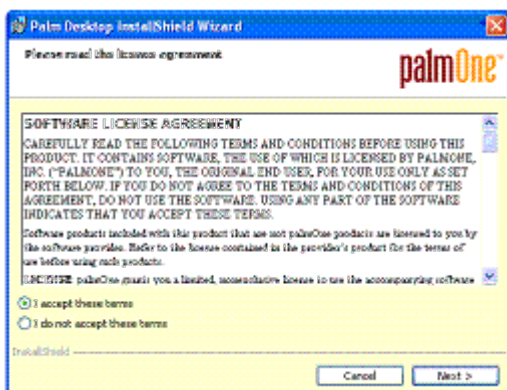 Palm Desktop InstallShield Wizard
Please read this license agreement
palmOne
SOFTWARE LICENSE AGREEMENT
CAREFULLY READ THE FOLLOWING TERMS AND CONDITIONS BEFORE USING THIS
PRODUCT. IT CONTAINS SOFTWARE, THE USE OF WHICH IS LICENSED BY PALMONE,
INC. ("PALMONE") TO YOU, THE ORIGINAL END USER, FOR YOUR USE ONLY AS SET
FORTH BELOW. IF YOU DO NOT AGREE TO THE TERMS AND CONDITIONS OF THIS
AGREEMENT, DO NOT USE THE SOFTWARE. USING ANY PART OF THE SOFTWARE
INDICATES THAT YOU ACCEPT THESE TERMS.
Software products included with this product that are not palmOne products are licensed to you by
the software provider. Refer to the license contained in the provider's product for the terms of
use before using such products.
LICENSE palmOne grants you a limited, nonexclusive license to use the accompanying software
I accept these terms
I do not accept these terms
InstallShield
Cancel
Next >